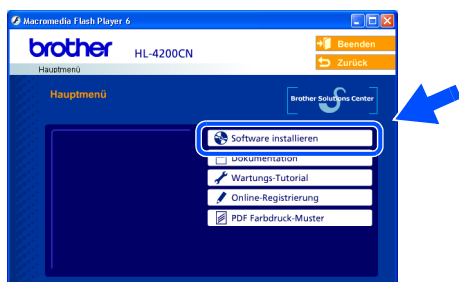 Macromedia Flash Player 6
brother
HL-4200CN
Beenden
Zurück
Hauptmenü
Hauptmenü
Brother Solutions Center
Software installieren
Dokumentation
Wartungs-Tutorial
Online-Registrierung
PDF Farbdruck-Muster